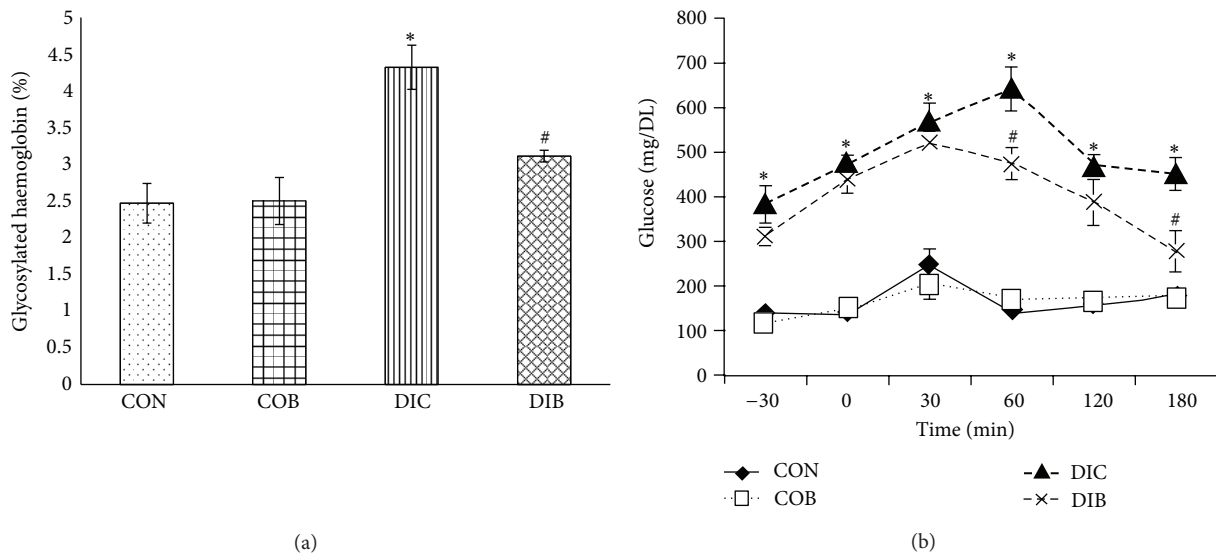 5
4.5
4
3.5
3
2.5
2
1.5
1
0.5
0
Glycosylated haemoglobin (%)
*
#
CON COB DIC DIB
(a)
800
700
600
500
400
300
200
100
0
Glucose (mg/DL)
* * * * * *
# #
−30 0 30 60 120 180
Time (min)
CON DIC
COB DIB
(b)